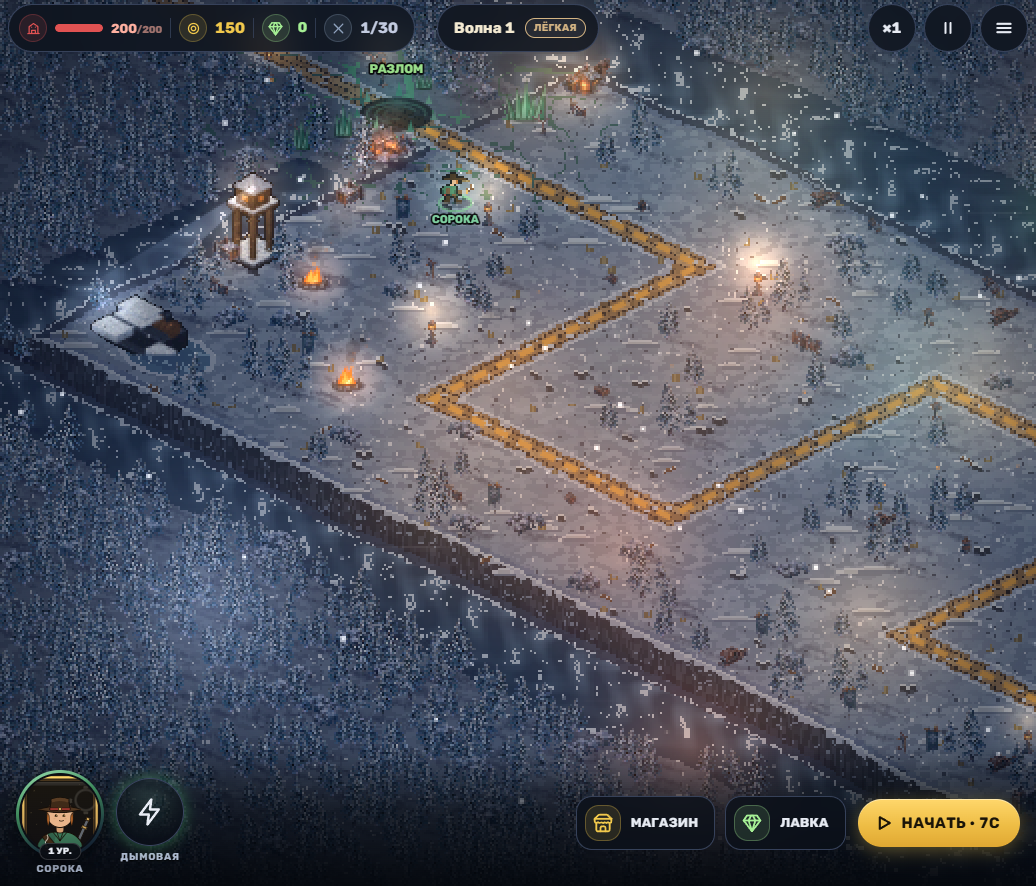 200/200
150
0
1/30
Волна 1
ЛЁГКАЯ
×1
РАЗЛОМ
СОРОКА
1 УР.
СОРОКА
ДЫМОВАЯ
МАГАЗИН
ЛАВКА
НАЧАТЬ • 7С